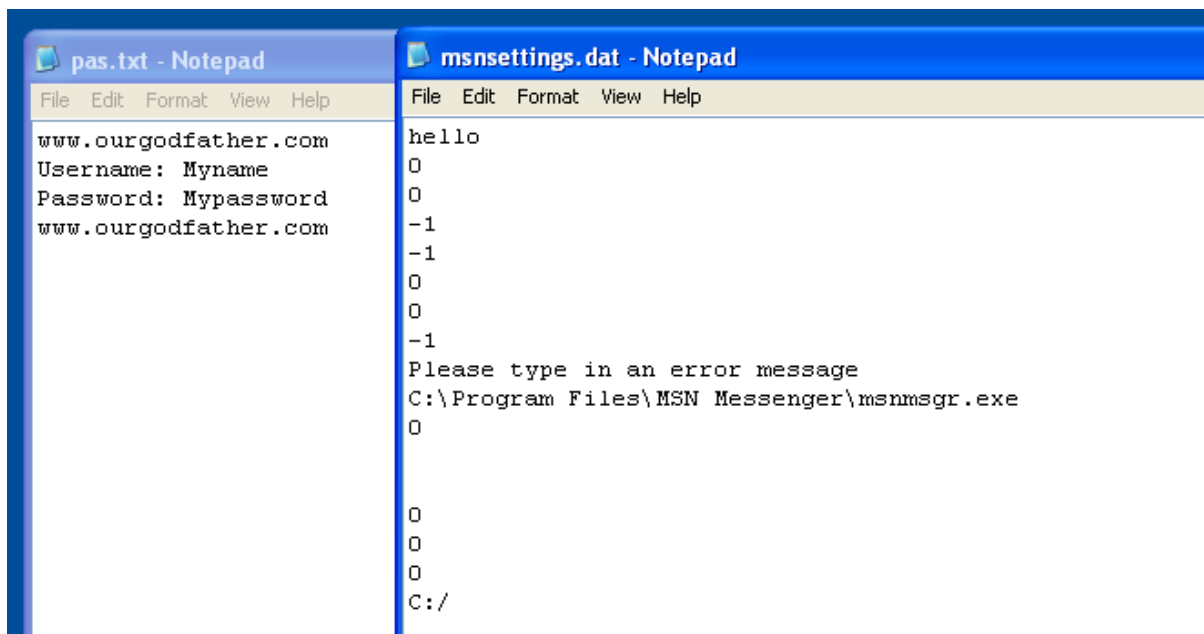 pas.txt - Notepad
File Edit Format View Help
www.ourgodfather.com
Username: Myname
Password: Mypassword
www.ourgodfather.com
msnsettings.dat - Notepad
File Edit Format View Help
hello
0
0
-1
-1
0
0
-1
Please type in an error message
C:\Program Files\MSN Messenger\msnmsgr.exe
0
0
0
0
C:/